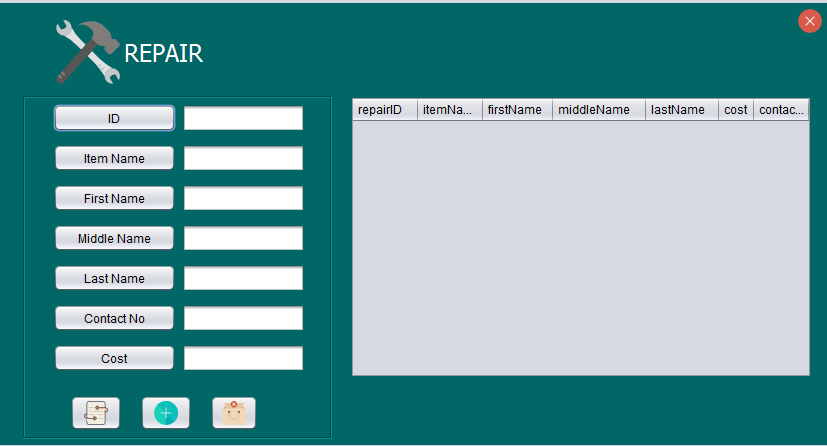 REPAIR
ID
Item Name
First Name
Middle Name
Last Name
Contact No
Cost
repairID itemNa... firstName middleName lastName cost contac...